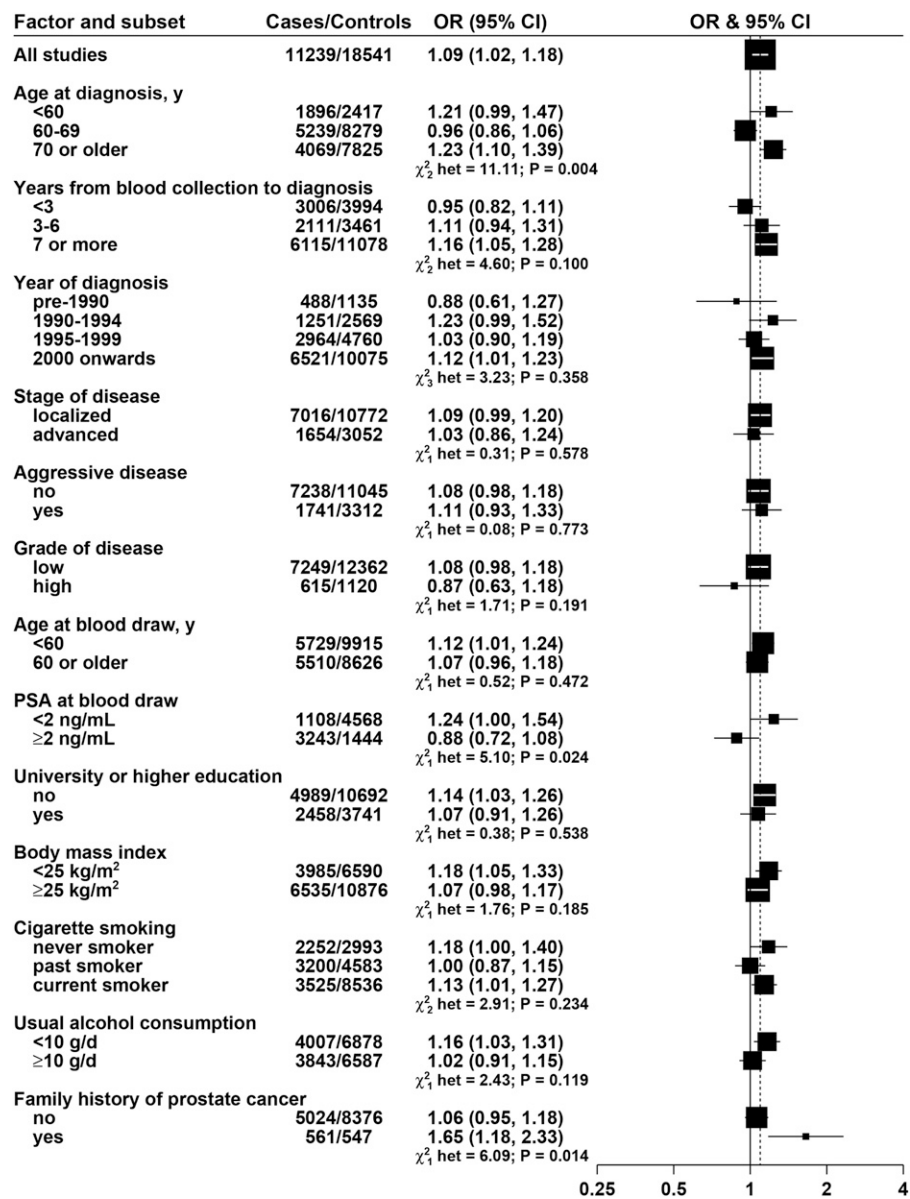 Factor and subset Cases/Controls OR (95% CI) OR & 95% CI
All studies 11239/18541 1.09 (1.02, 1.18)
Age at diagnosis, y
<60 1896/2417 1.21 (0.99, 1.47)
60-69 5239/8279 0.96 (0.86, 1.06)
70 or older 4069/7825 1.23 (1.10, 1.39)
χ²₂ het = 11.11; P = 0.004
Years from blood collection to diagnosis
<3 3006/3994 0.95 (0.82, 1.11)
3-6 2111/3461 1.11 (0.94, 1.31)
7 or more 6115/11078 1.16 (1.05, 1.28)
χ²₂ het = 4.60; P = 0.100
Year of diagnosis
pre-1990 488/1135 0.88 (0.61, 1.27)
1990-1994 1251/2569 1.23 (0.99, 1.52)
1995-1999 2964/4760 1.03 (0.90, 1.19)
2000 onwards 6521/10075 1.12 (1.01, 1.23)
χ²₃ het = 3.23; P = 0.358
Stage of disease
localized 7016/10772 1.09 (0.99, 1.20)
advanced 1654/3052 1.03 (0.86, 1.24)
χ²₁ het = 0.31; P = 0.578
Aggressive disease
no 7238/11045 1.08 (0.98, 1.18)
yes 1741/3312 1.11 (0.93, 1.33)
χ²₁ het = 0.08; P = 0.773
Grade of disease
low 7249/12362 1.08 (0.98, 1.18)
high 615/1120 0.87 (0.63, 1.18)
χ²₁ het = 1.71; P = 0.191
Age at blood draw, y
<60 5729/9915 1.12 (1.01, 1.24)
60 or older 5510/8626 1.07 (0.96, 1.18)
χ²₁ het = 0.52; P = 0.472
PSA at blood draw
<2 ng/mL 1108/4568 1.24 (1.00, 1.54)
≥2 ng/mL 3243/1444 0.88 (0.72, 1.08)
χ²₁ het = 5.10; P = 0.024
University or higher education
no 4989/10692 1.14 (1.03, 1.26)
yes 2458/3741 1.07 (0.91, 1.26)
χ²₁ het = 0.38; P = 0.538
Body mass index
<25 kg/m² 3985/6590 1.18 (1.05, 1.33)
≥25 kg/m² 6535/10876 1.07 (0.98, 1.17)
χ²₁ het = 1.76; P = 0.185
Cigarette smoking
never smoker 2252/2993 1.18 (1.00, 1.40)
past smoker 3200/4583 1.00 (0.87, 1.15)
current smoker 3525/8536 1.13 (1.01, 1.27)
χ²₂ het = 2.91; P = 0.234
Usual alcohol consumption
<10 g/d 4007/6878 1.16 (1.03, 1.31)
≥10 g/d 3843/6587 1.02 (0.91, 1.15)
χ²₁ het = 2.43; P = 0.119
Family history of prostate cancer
no 5024/8376 1.06 (0.95, 1.18)
yes 561/547 1.65 (1.18, 2.33)
χ²₁ het = 6.09; P = 0.014
0.25 0.5 1 2 4